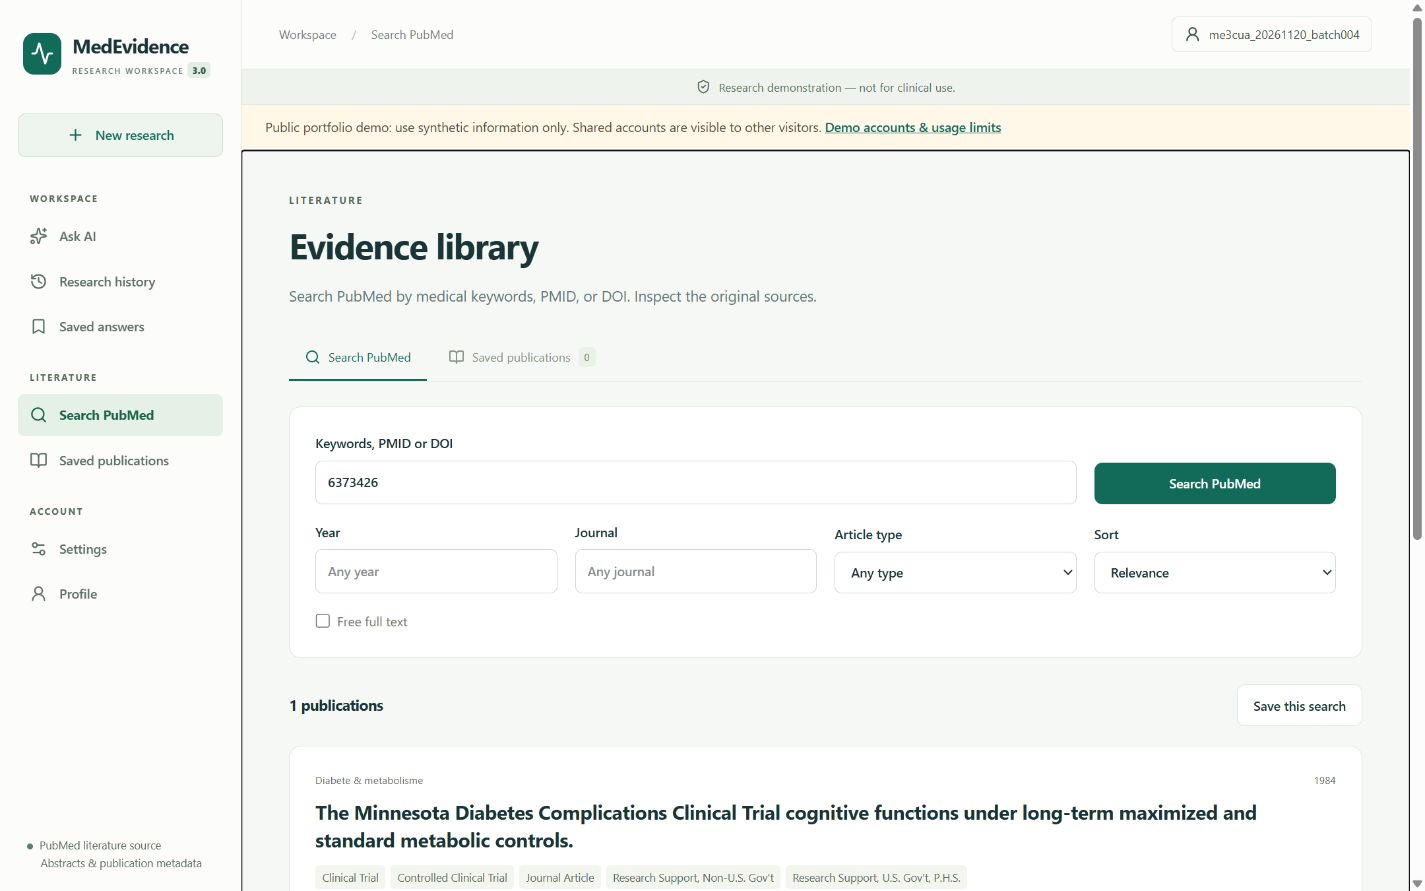 MedEvidence
RESEARCH WORKSPACE 3.0
New research
WORKSPACE
Ask AI
Research history
Saved answers
LITERATURE
Search PubMed
Saved publications
ACCOUNT
Settings
Profile
PubMed literature source
Abstracts & publication metadata
Workspace / Search PubMed
me3cua_20261120_batch004
Research demonstration — not for clinical use.
Public portfolio demo: use synthetic information only. Shared accounts are visible to other visitors. Demo accounts & usage limits
LITERATURE
Evidence library
Search PubMed by medical keywords, PMID, or DOI. Inspect the original sources.
Search PubMed
Saved publications 0
Keywords, PMID or DOI
6373426
Search PubMed
Year
Journal
Article type
Sort
Any year
Any journal
Any type
Relevance
Free full text
1 publications
Save this search
Diabete & metabolisme
1984
The Minnesota Diabetes Complications Clinical Trial cognitive functions under long-term maximized and
standard metabolic controls.
Clinical Trial
Controlled Clinical Trial
Journal Article
Research Support, Non-U.S. Gov't
Research Support, U.S. Gov't, P.H.S.